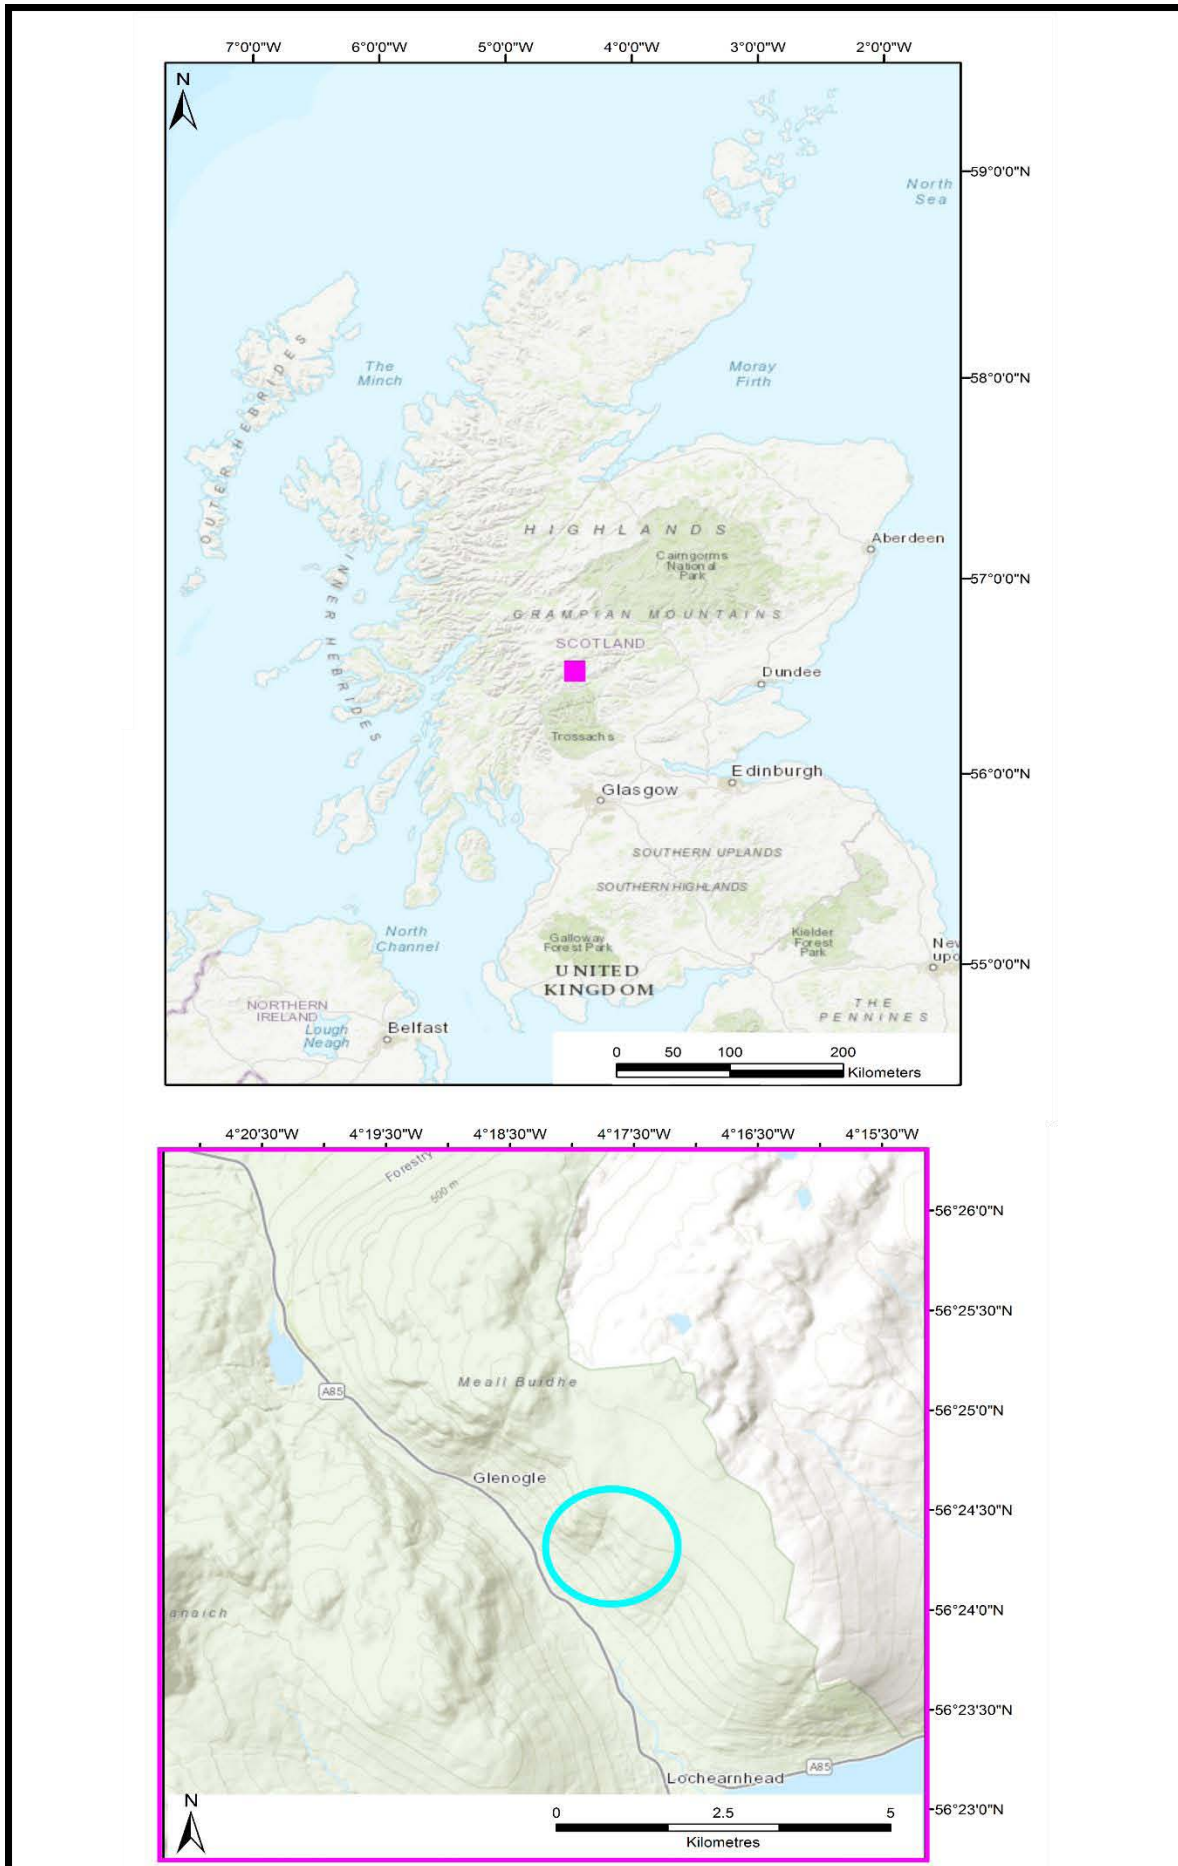 7°0'0"W 6°0'0"W 5°0'0"W 4°0'0"W 3°0'0"W 2°0'0"W
N
59°0'0"N
North
Sea
58°0'0"N
The
Minch
Moray
Firth
OUTER HEBRIDES
HIGHLANDS
Aberdeen
Cairngorms
National
Park
57°0'0"N
INNER HEBRIDES
GRAMPIAN MOUNTAINS
SCOTLAND
Dundee
Trossachs
56°0'0"N
Edinburgh
Glasgow
SOUTHERN UPLANDS
SOUTHERN HIGHLANDS
North
Channel
Galloway
Forest Park
Kielder
Forest
Park
New
upo
55°0'0"N
UNITED
KINGDOM
NORTHERN
IRELAND
THE
PENNINES
Lough
Neagh
Belfast
0 50 100 200
Kilometers
4°20'30"W 4°19'30"W 4°18'30"W 4°17'30"W 4°16'30"W 4°15'30"W
Forestry
600 m
56°26'0"N
56°25'30"N
Meall Buidhe
A85
56°25'0"N
Glenogle
56°24'30"N
56°24'0"N
anaich
56°23'30"N
A85
Lochearnhead
N
0 2.5 5
Kilometres
56°23'0"N